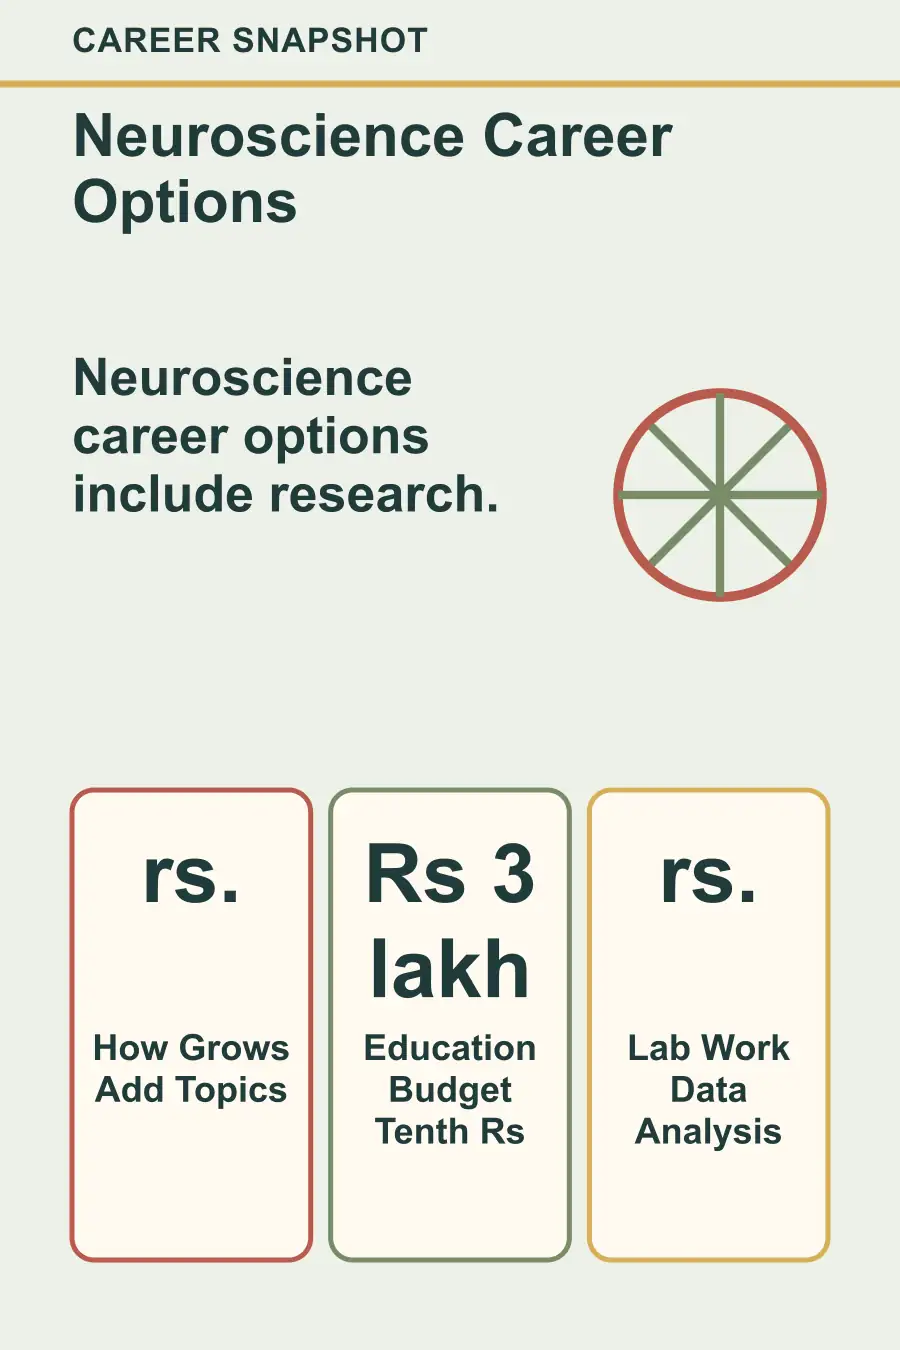 CAREER SNAPSHOT
Neuroscience Career
Options
Neuroscience
career options
include research.
rs.
How Grows
Add Topics
Rs 3
lakh
Education
Budget
Tenth Rs
rs.
Lab Work
Data
Analysis